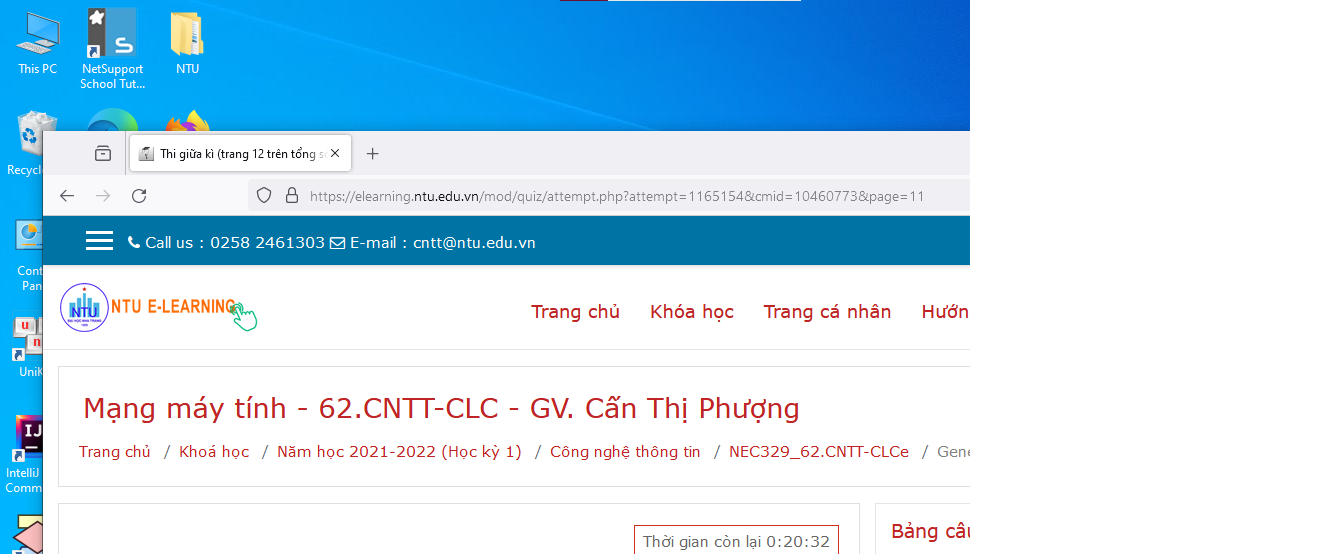 This PC
NetSupport
School Tut...
NTU
Recycle
Thi giữa kì (trang 12 trên tổng số
https://elearning.ntu.edu.vn/mod/quiz/attempt.php?attempt=1165154&cmid=10460773&page=11
Call us : 0258 2461303 E-mail : cntt@ntu.edu.vn
Cont
Pan
NTU
NTU E-LEARNING
Trang chủ Khóa học Trang cá nhân Hướn
u
n
UniK
Mạng máy tính - 62.CNTT-CLC - GV. Cấn Thị Phượng
Trang chủ / Khoá học / Năm học 2021-2022 (Học kỳ 1) / Công nghệ thông tin / NEC329_62.CNTT-CLCe / Gene
IJ
IntelliJ
Comm
Thời gian còn lại 0:20:32
Bảng câu